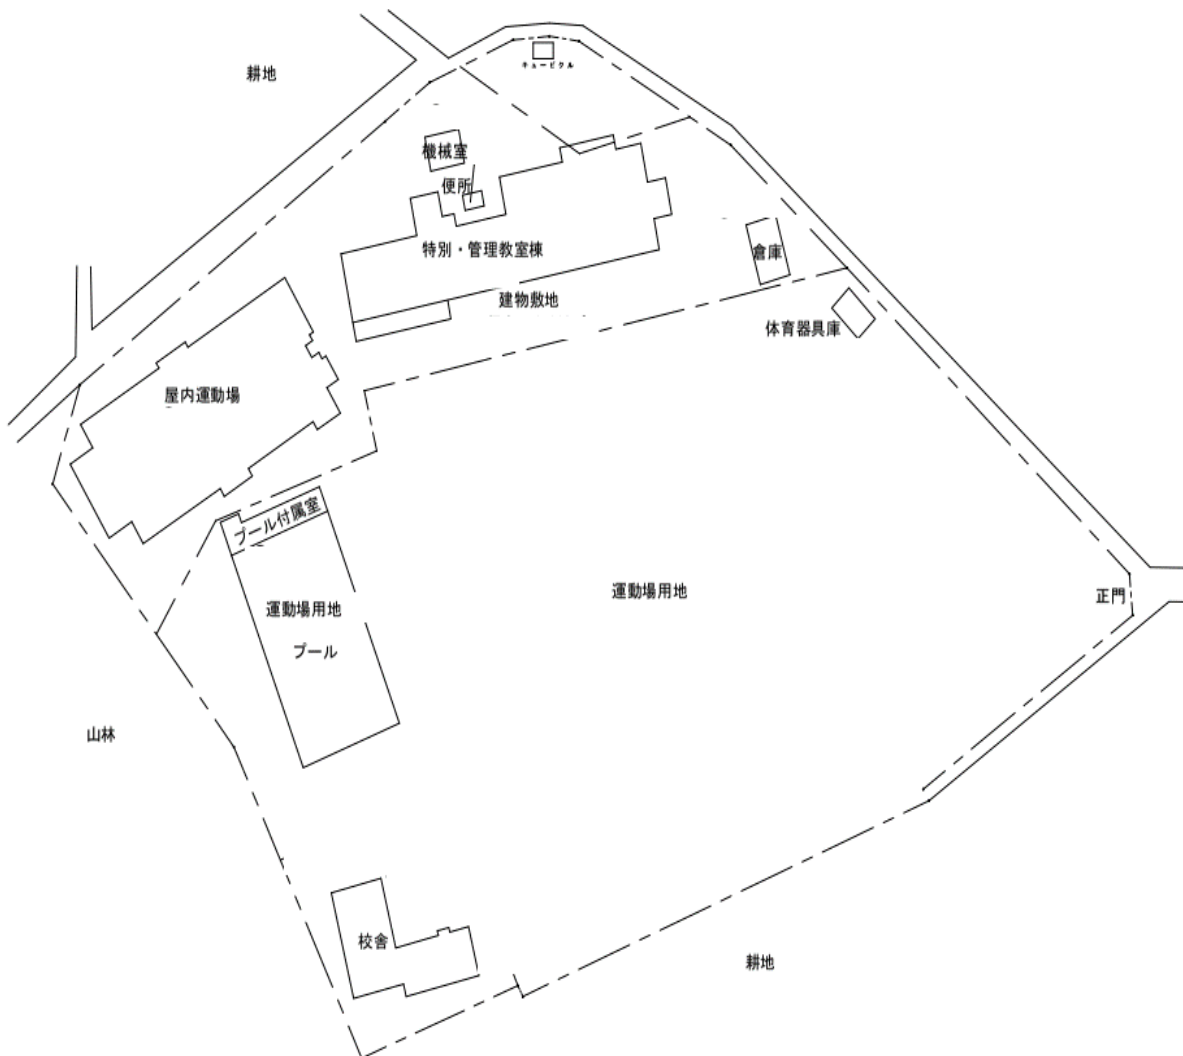 キュービクル
耕地
機械室
便所
特別・管理教室棟
倉庫
建物敷地
体育器具庫
屋内運動場
プール付属室
運動場用地
運動場用地
正門
プール
山林
校舎
耕地